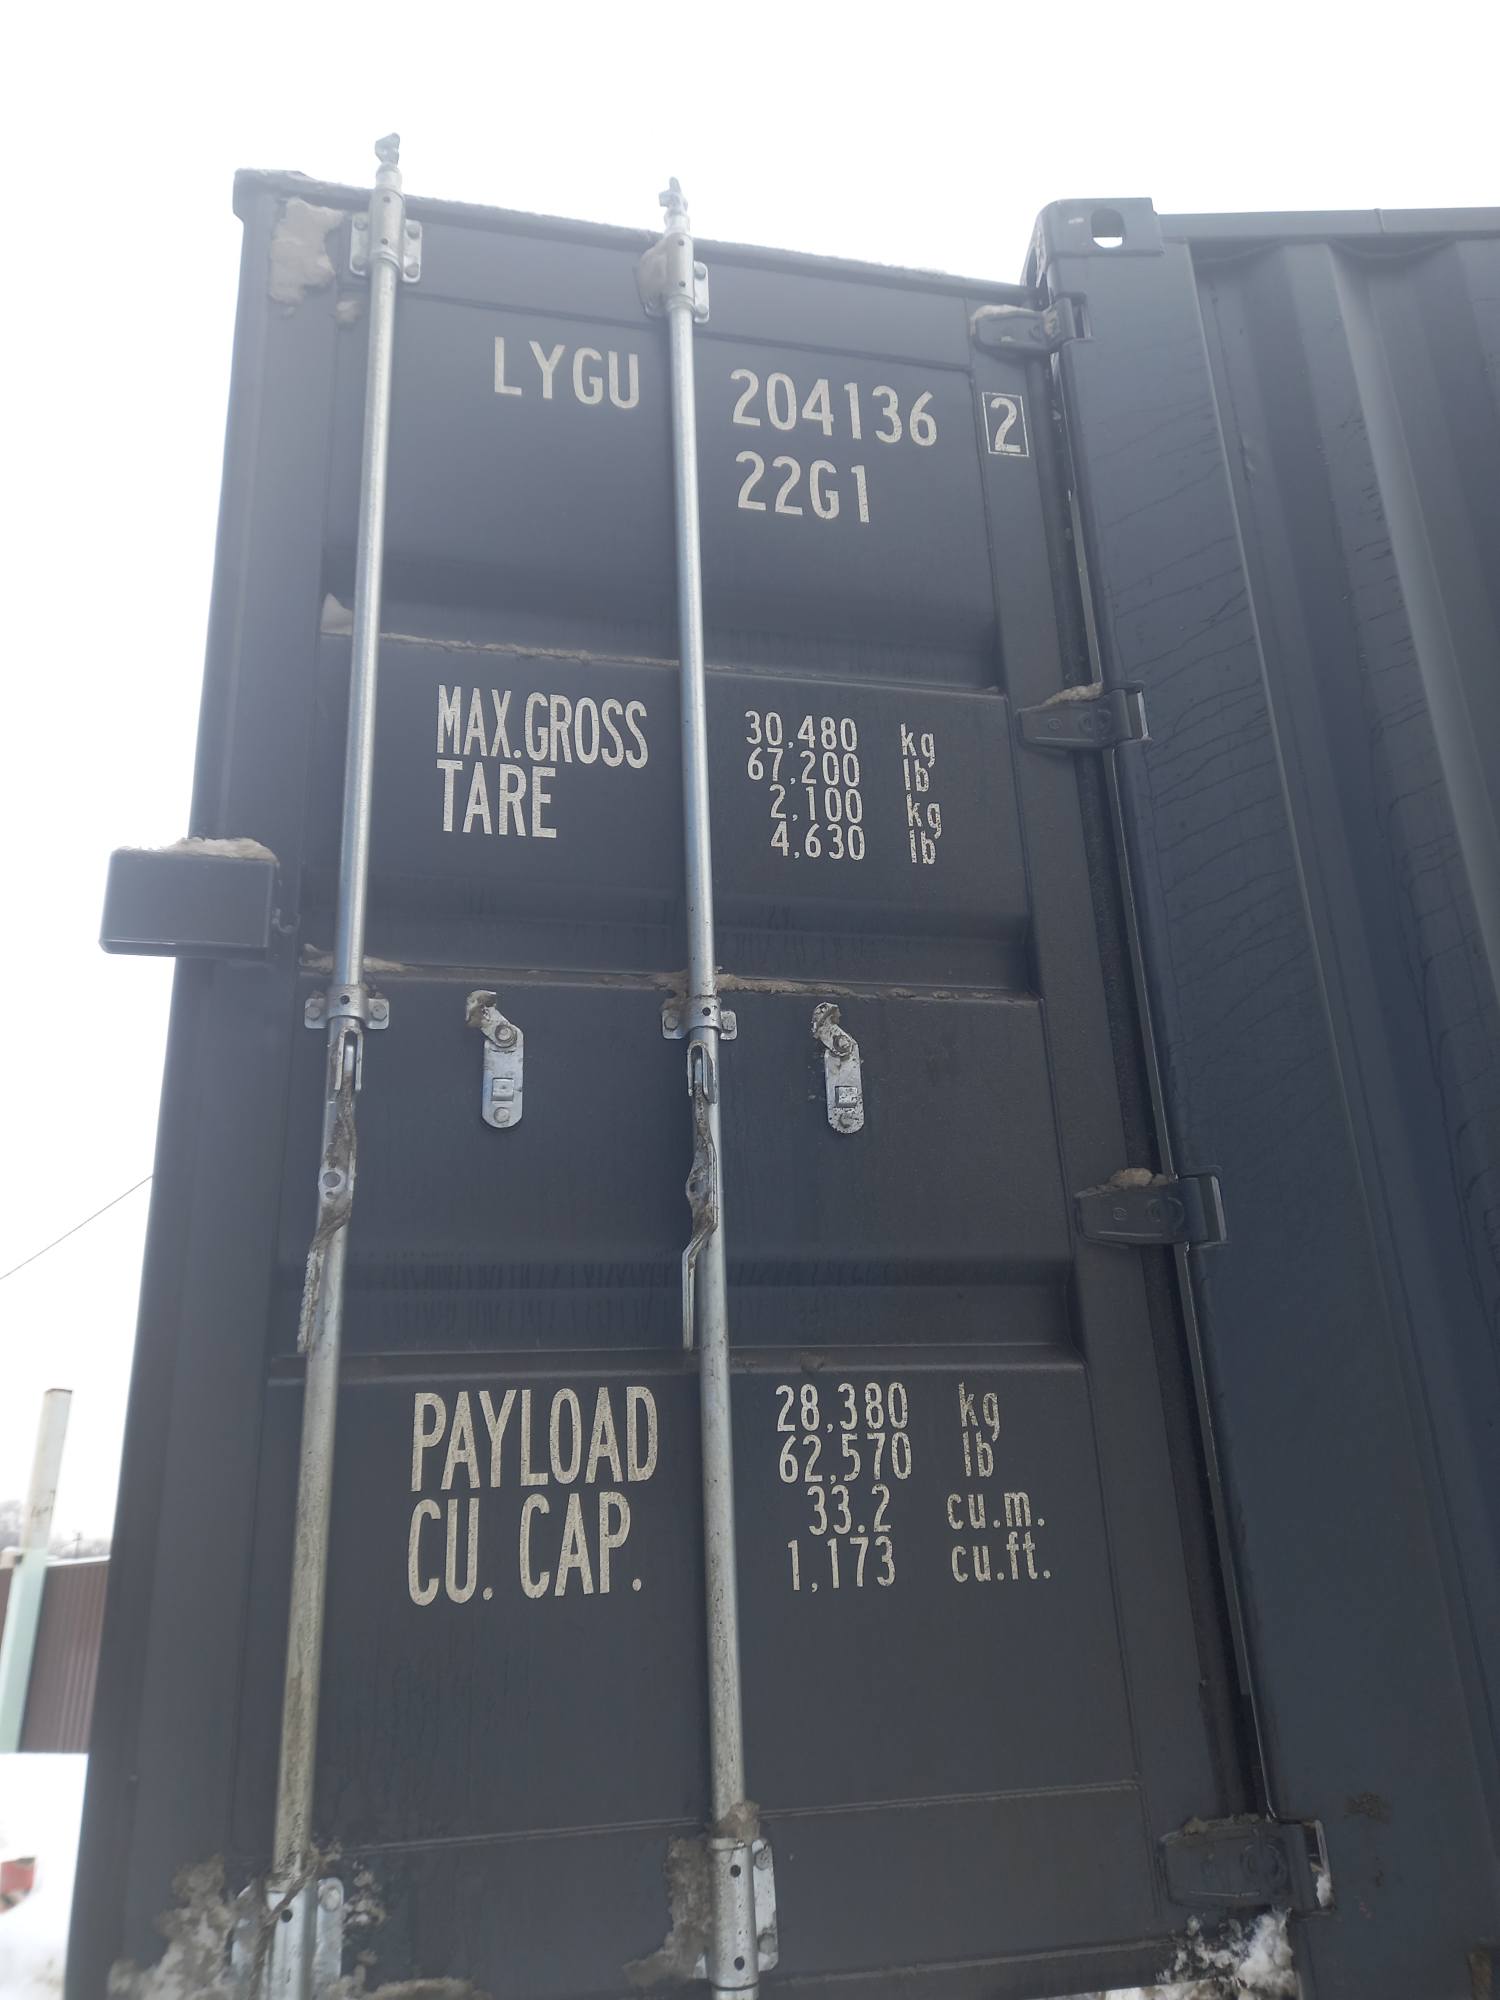 LYGU 204136 2
22G1
MAX.GROSS 30,480 kg
67,200 lb
TARE 2,100 kg
4,630 lb
PAYLOAD 28,380 kg
62,570 lb
CU. CAP. 33.2 cu.m.
1,173 cu.ft.